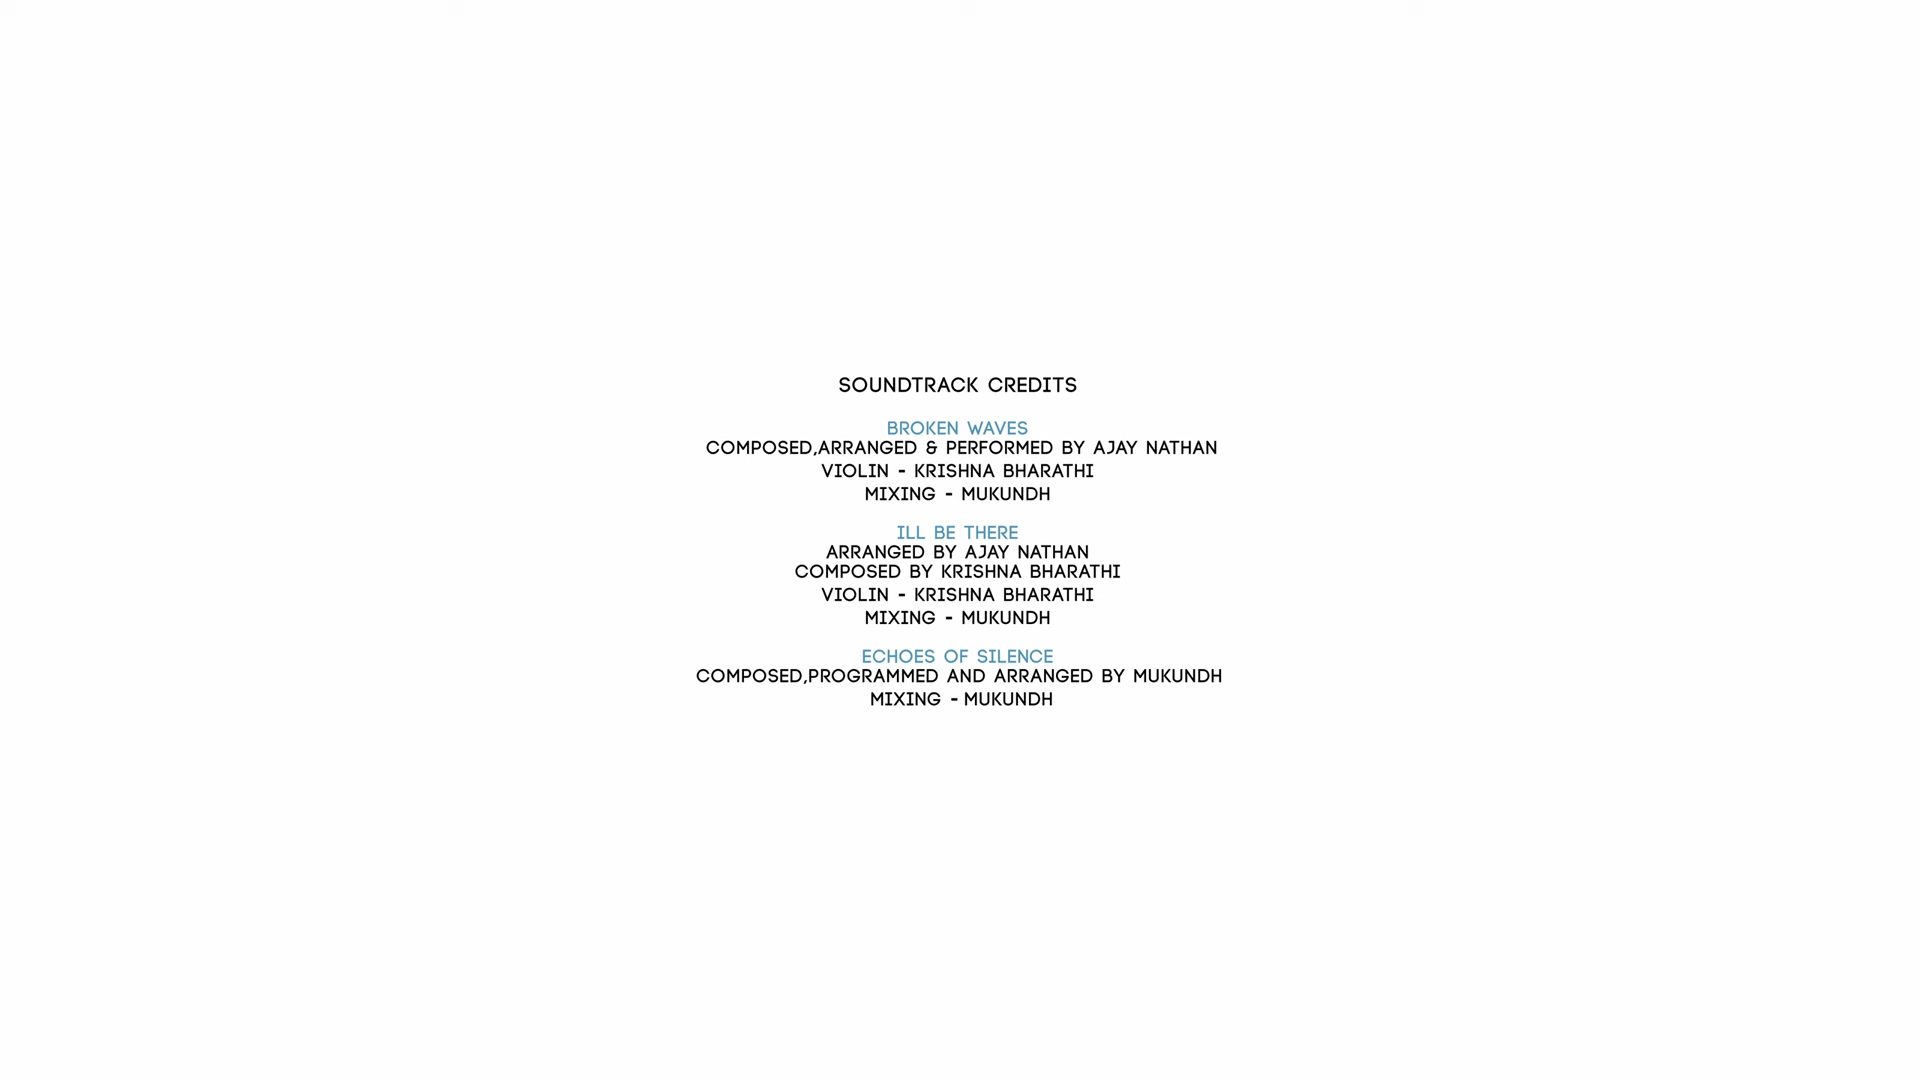 SOUNDTRACK CREDITS
BROKEN WAVES
COMPOSED,ARRANGED & PERFORMED BY AJAY NATHAN
VIOLIN - KRISHNA BHARATHI
MIXING - MUKUNDH
ILL BE THERE
ARRANGED BY AJAY NATHAN
COMPOSED BY KRISHNA BHARATHI
VIOLIN - KRISHNA BHARATHI
MIXING - MUKUNDH
ECHOES OF SILENCE
COMPOSED,PROGRAMMED AND ARRANGED BY MUKUNDH
MIXING - MUKUNDH